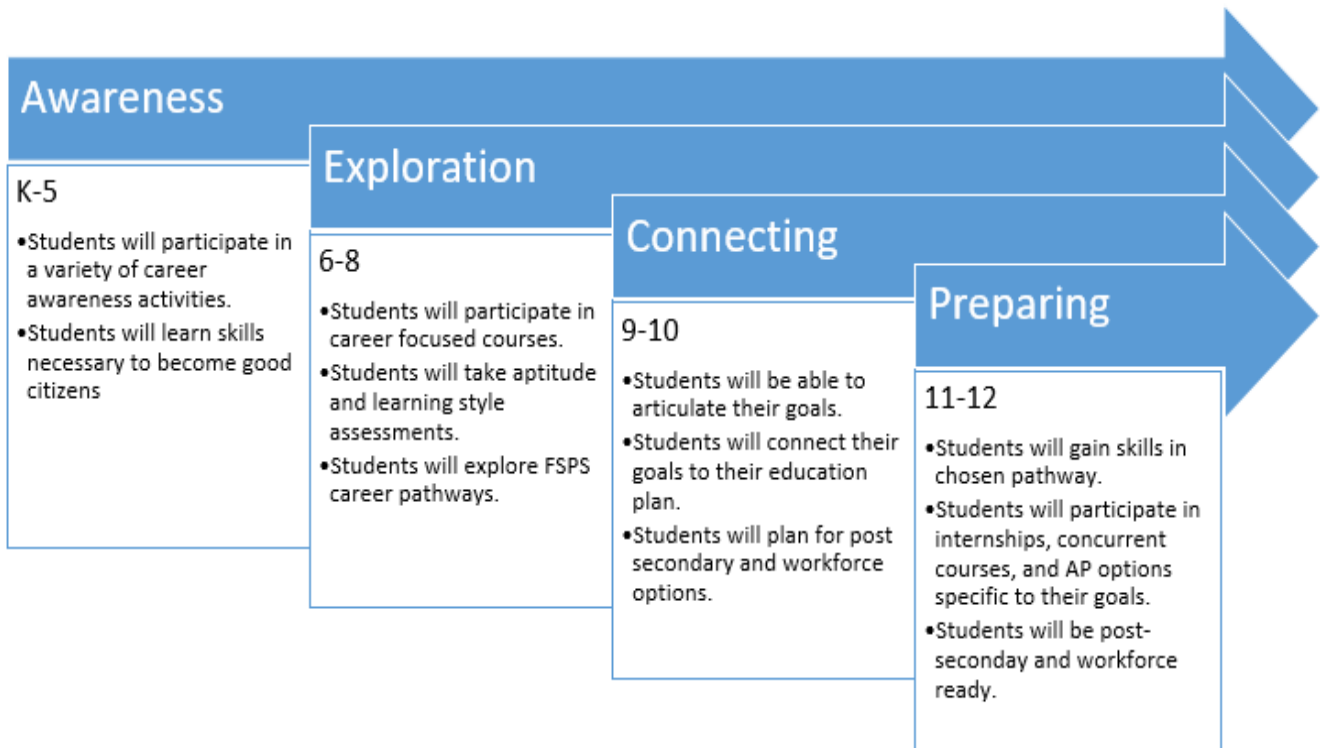 Awareness
K-5
•Students will participate in
a variety of career
awareness activities.
•Students will learn skills
necessary to become good
citizens
Exploration
6-8
•Students will participate in
career focused courses.
•Students will take aptitude
and learning style
assessments.
•Students will explore FSPS
career pathways.
Connecting
9-10
•Students will be able to
articulate their goals.
•Students will connect their
goals to their education
plan.
•Students will plan for post
secondary and workforce
options.
Preparing
11-12
•Students will gain skills in
chosen pathway.
•Students will participate in
internships, concurrent
courses, and AP options
specific to their goals.
•Students will be post-
seconday and workforce
ready.